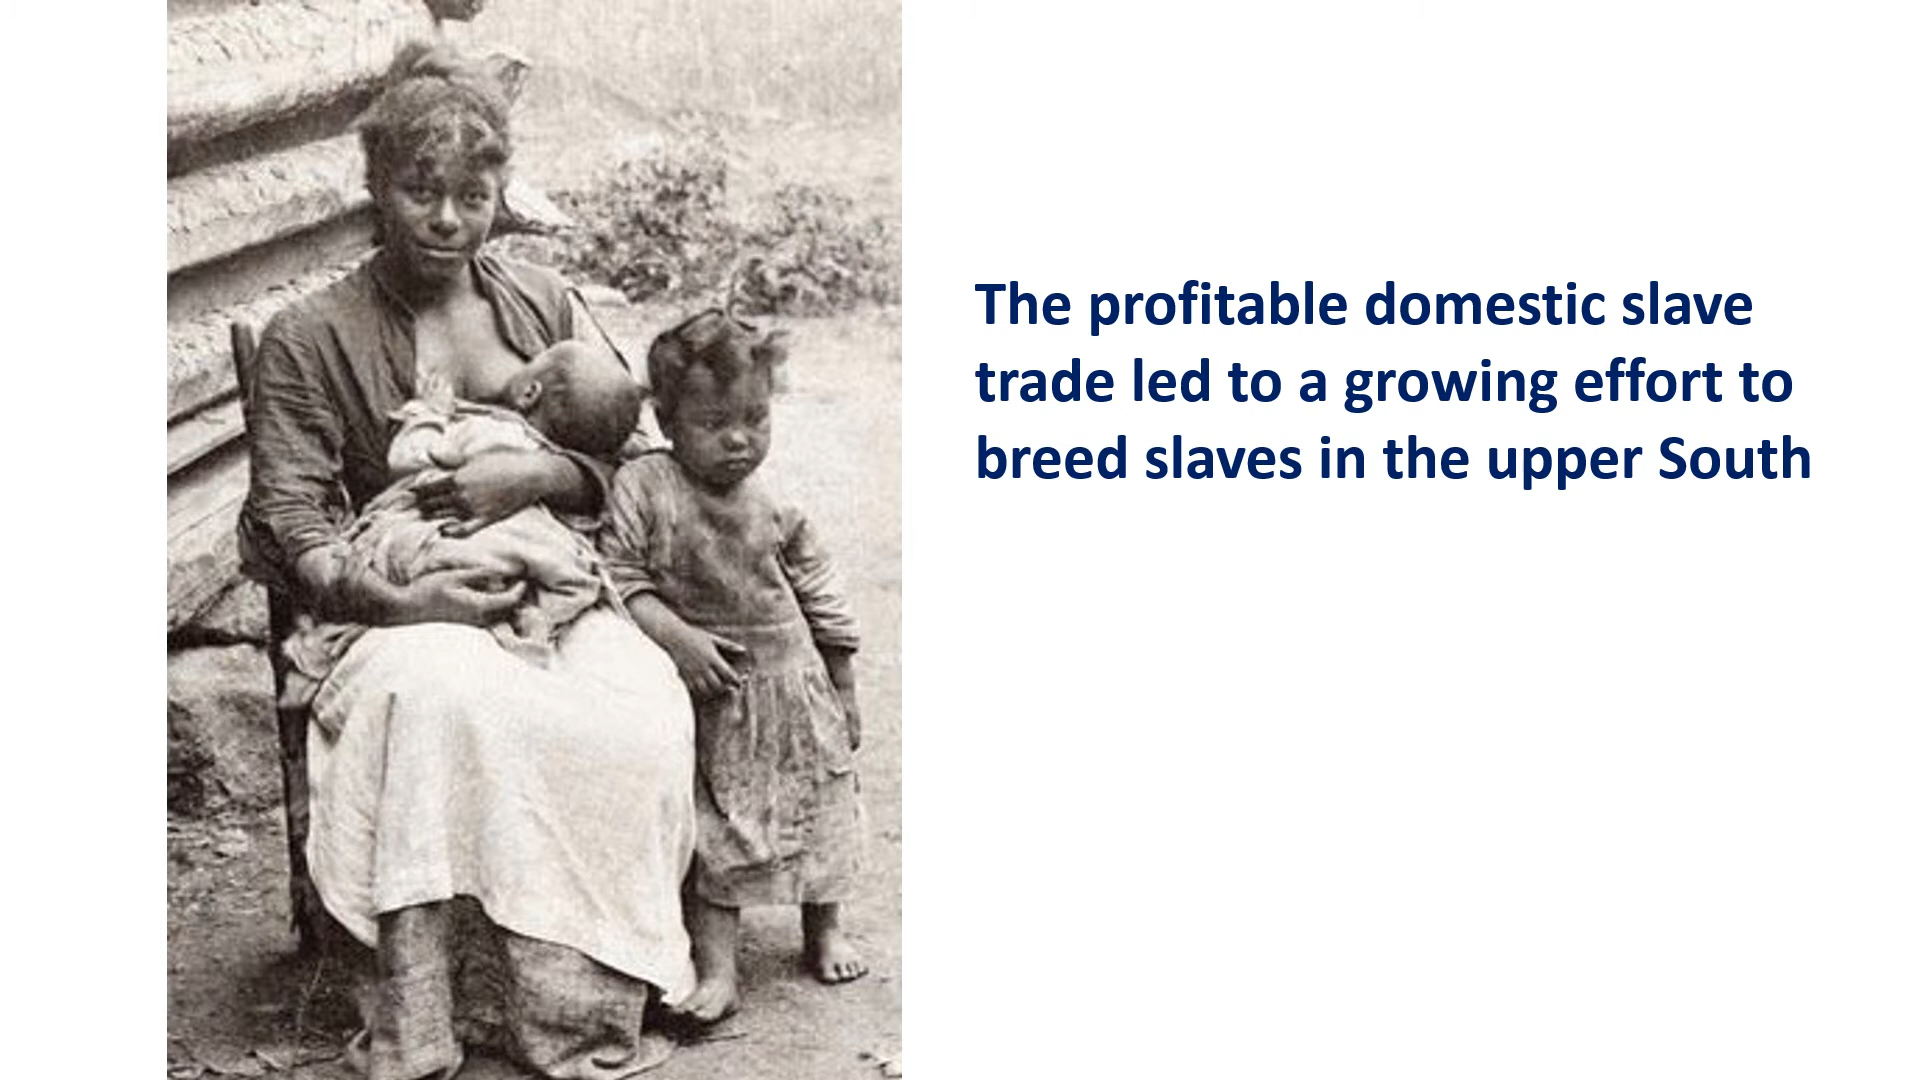 The profitable domestic slave
trade led to a growing effort to
breed slaves in the upper South